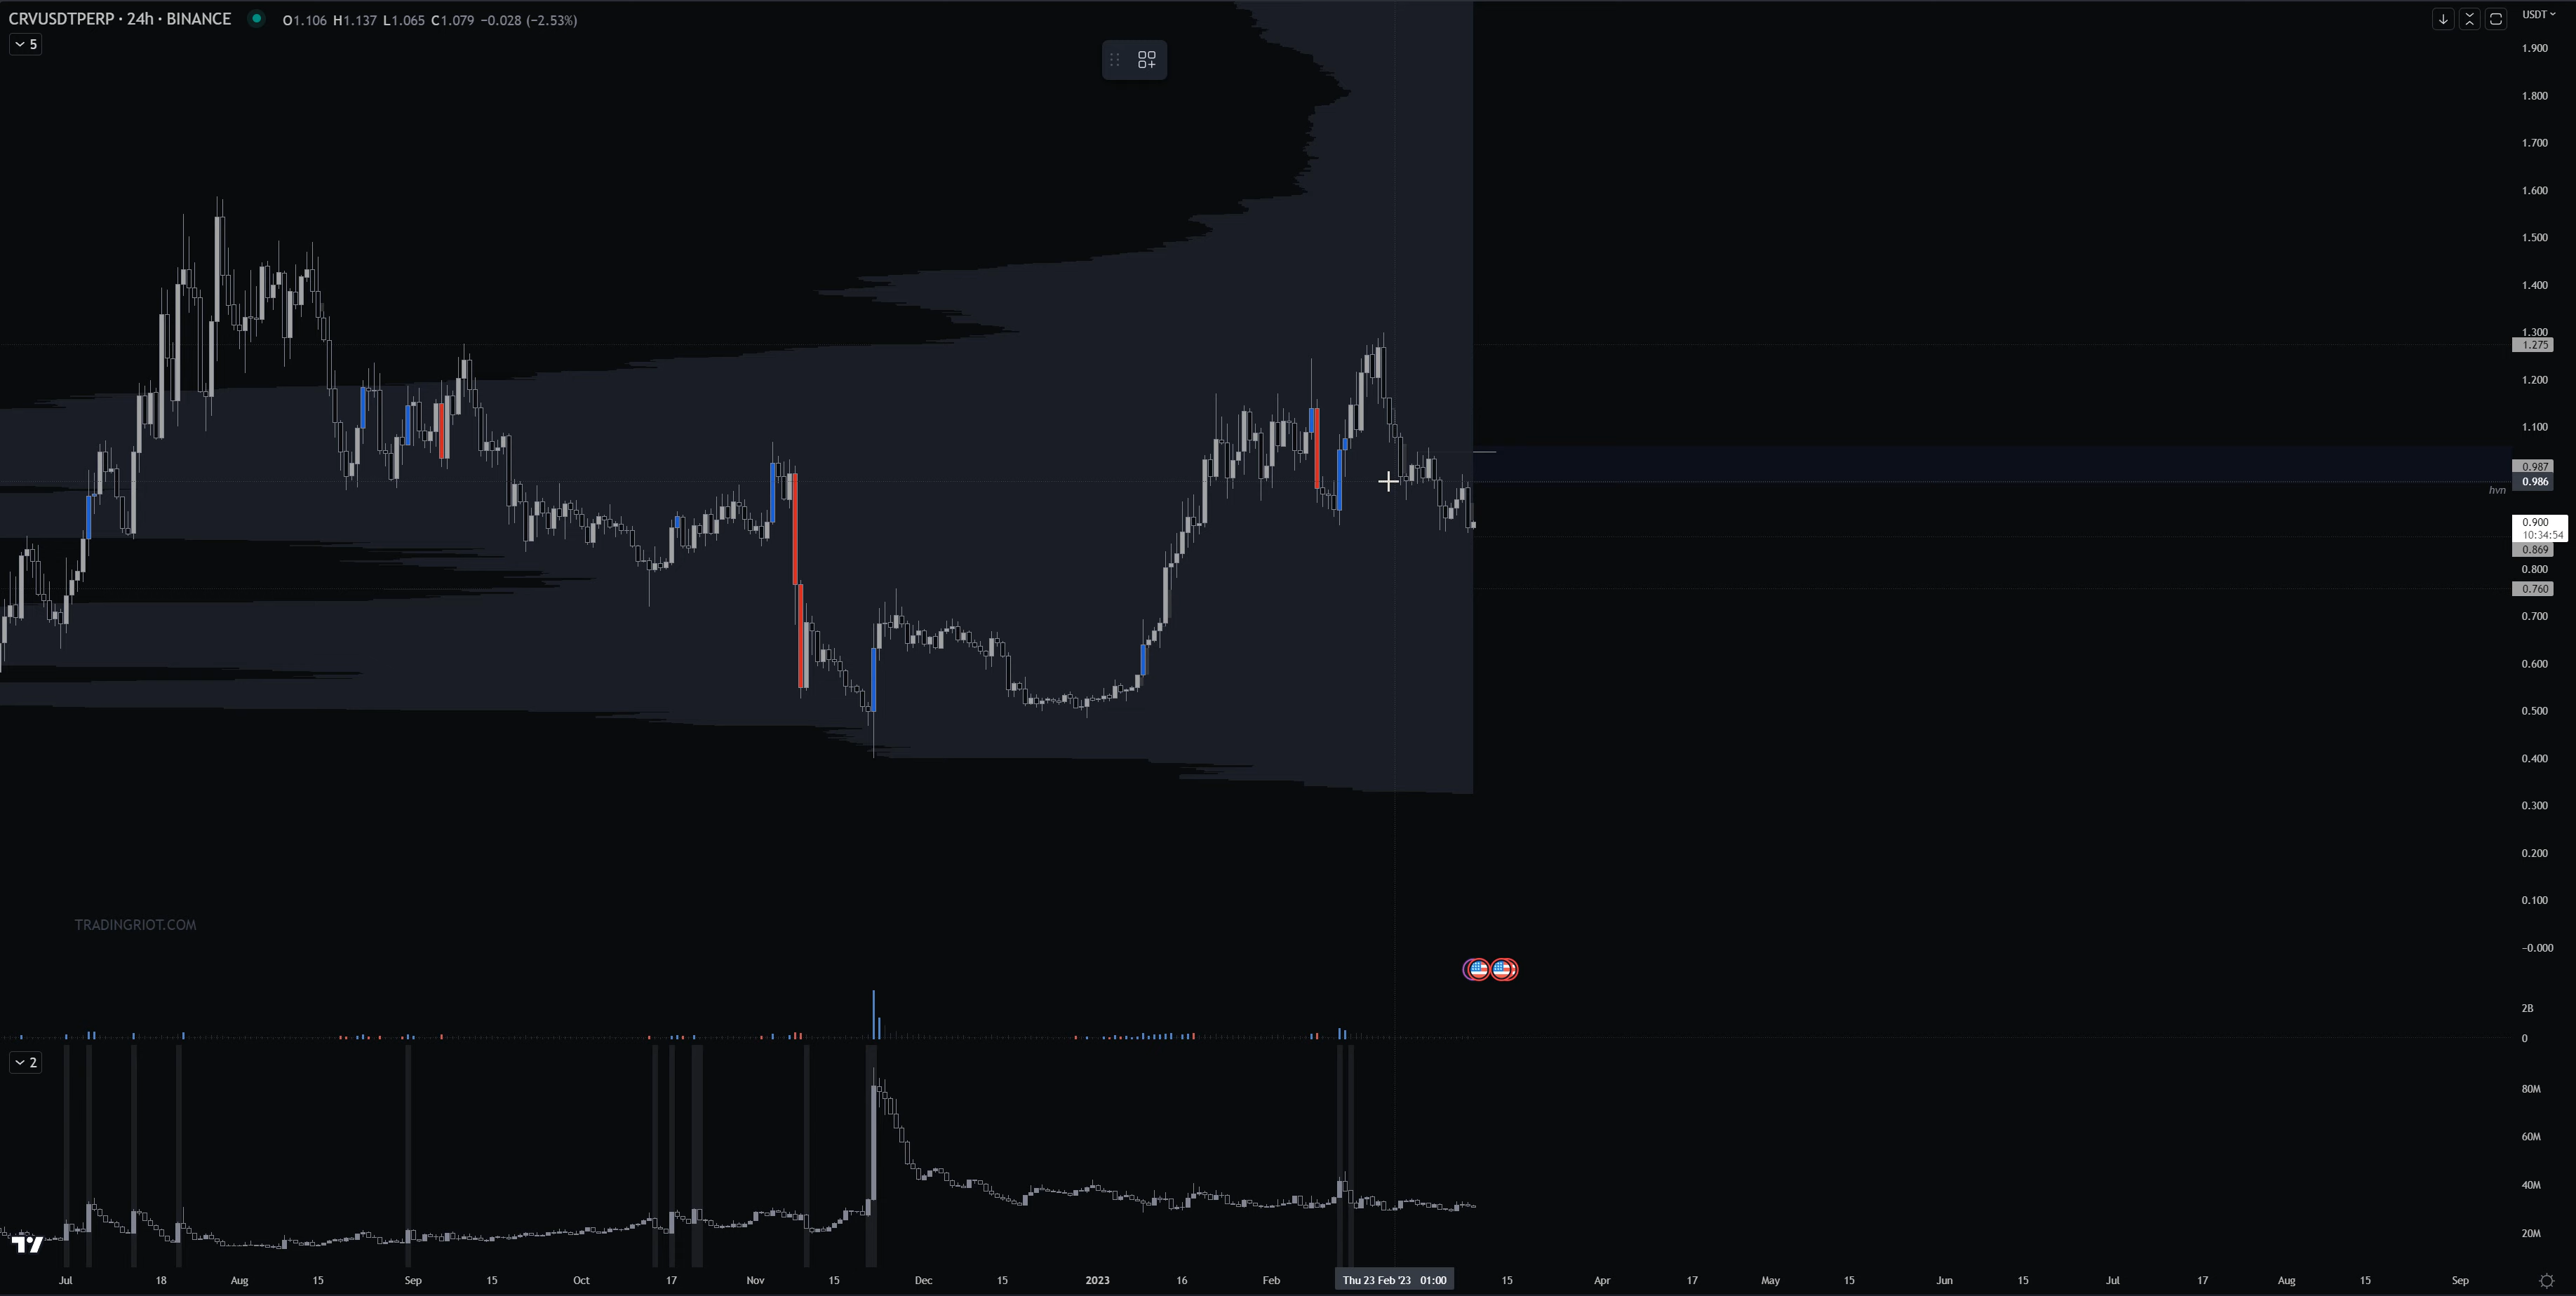 CRVUSDTPERP · 24h · BINANCE O1.106 H1.137 L1.065 C1.079 −0.028 (−2.53%)
5
USDT
1.900
1.800
1.700
1.600
1.500
1.400
1.300
1.275
1.200
1.100
0.987
0.986
hvn
0.900
10:34:54
0.869
0.800
0.760
0.700
0.600
0.500
0.400
0.300
0.200
0.100
−0.000
TRADINGRIOT.COM
2B
0
2
80M
60M
40M
20M
Jul 18 Aug 15 Sep 15 Oct 17 Nov 15 Dec 15 2023 16 Feb Thu 23 Feb '23 01:00 15 Apr 17 May 15 Jun 15 Jul 17 Aug 15 Sep